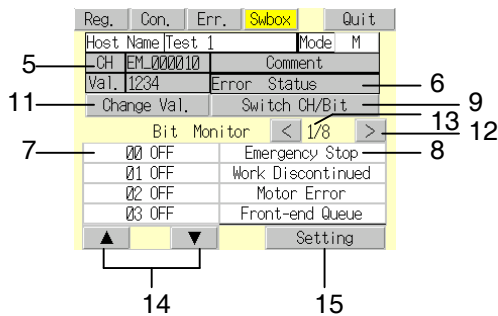 Reg. Con. Err. Swbox Quit
Host Name Test 1 Mode M
5 CH EM_000010 Comment
Val. 1234 Error Status 6
11 Change Val. Switch CH/Bit 9
Bit Monitor < 1/8 > 13 12
7 00 OFF Emergency Stop 8
01 OFF Work Discontinued
02 OFF Motor Error
03 OFF Front-end Queue
▲ ▼ Setting
14 15